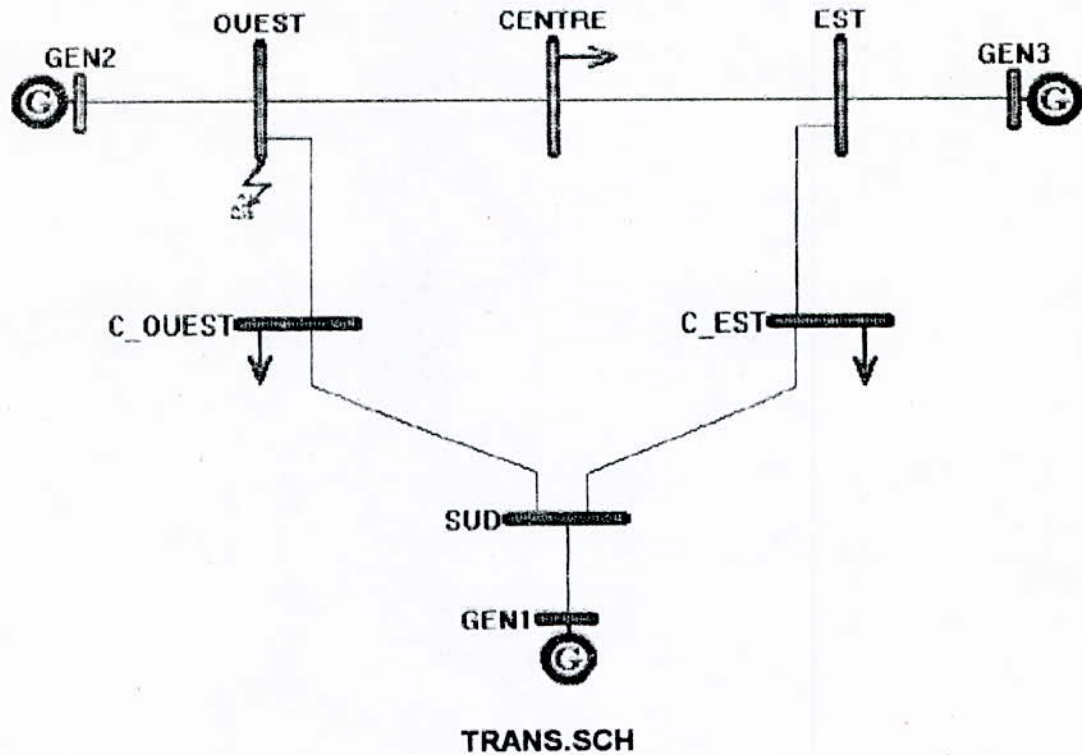 OUEST
CENTRE
EST
GEN2
GEN3
G
G
C_OUEST
C_EST
SUD
GEN1
G
TRANS.SCH